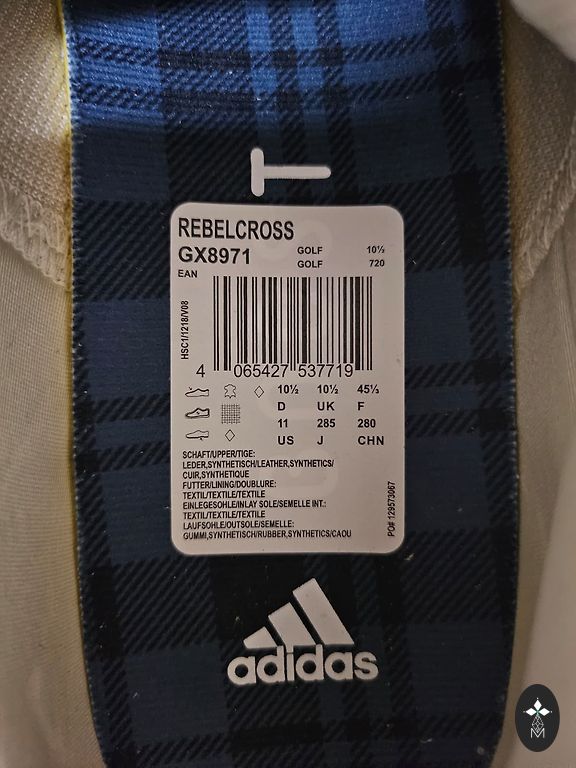 REBELCROSS
GX8971 GOLF 10½
GOLF 720
EAN
HSC1/1218/V08
4 065427 537719
10½ 10½ 45⅓
D UK F
11 285 280
US J CHN
SCHAFT/UPPER/TIGE:
LEDER,SYNTHETISCH/LEATHER,SYNTHETICS/
CUIR,SYNTHETIQUE
FUTTER/LINING/DOUBLURE:
TEXTIL/TEXTILE/TEXTILE
EINLEGESOHLE/INLAY SOLE/SEMELLE INT.:
TEXTIL/TEXTILE/TEXTILE
LAUFSOHLE/OUTSOLE/SEMELLE:
GUMMI,SYNTHETISCH/RUBBER,SYNTHETICS/CAOU
PO# 129573067
adidas
M